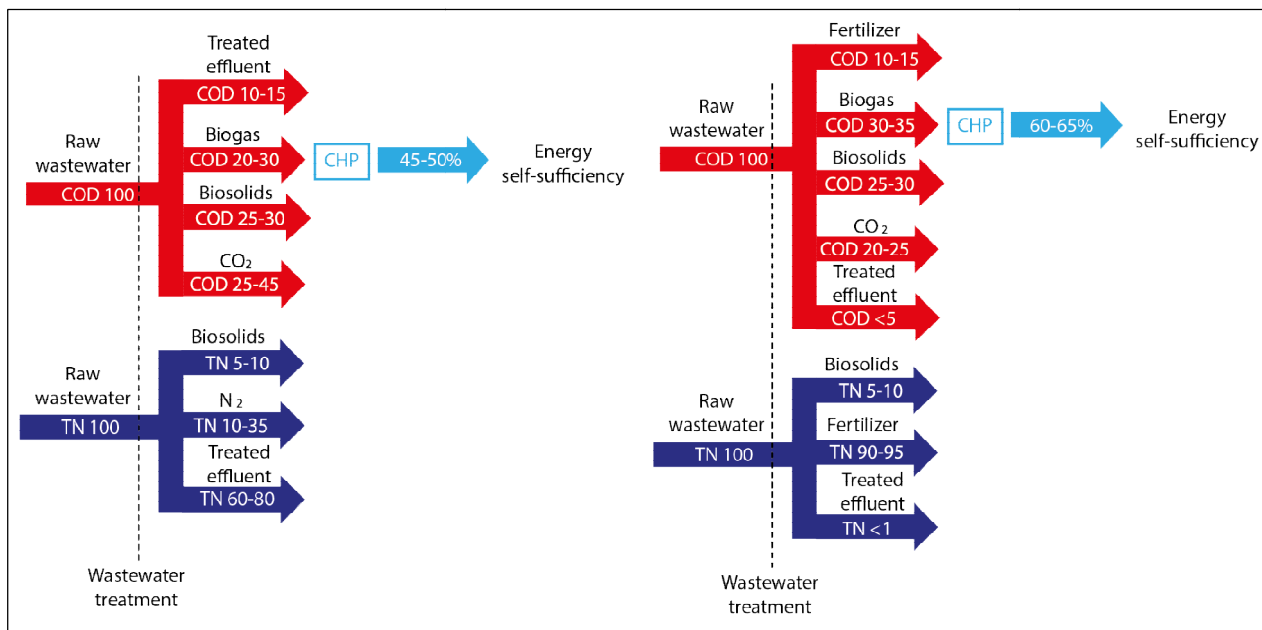 Treated
effluent
COD 10-15
Raw
wastewater
COD 100
Biogas
COD 20-30
CHP
45-50%
Energy
self-sufficiency
Biosolids
COD 25-30
CO₂
COD 25-45
Biosolids
TN 5-10
Raw
wastewater
TN 100
N₂
TN 10-35
Treated
effluent
TN 60-80
Wastewater
treatment
Fertilizer
COD 10-15
Raw
wastewater
COD 100
Biogas
COD 30-35
CHP
60-65%
Energy
self-sufficiency
Biosolids
COD 25-30
CO₂
COD 20-25
Treated
effluent
COD <5
Biosolids
TN 5-10
Raw
wastewater
TN 100
Fertilizer
TN 90-95
Treated
effluent
TN <1
Wastewater
treatment